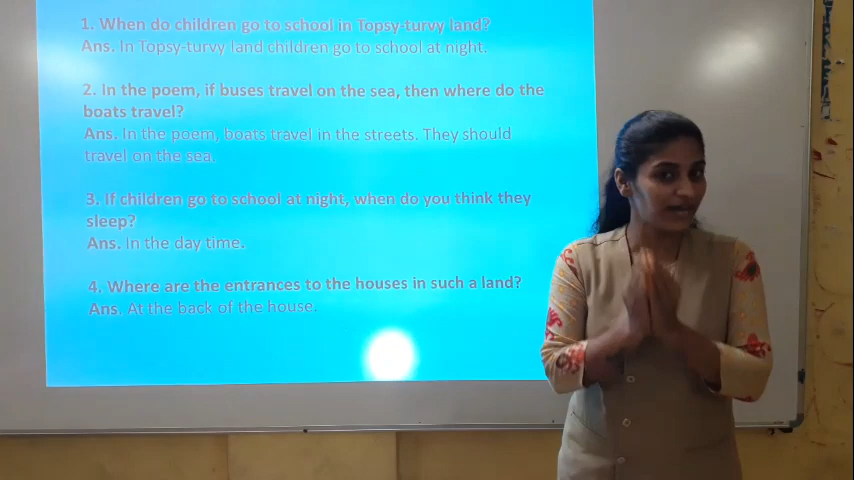 1. When do children go to school in Topsy-turvy land?
Ans. In Topsy-turvy land children go to school at night.
2. In the poem, if buses travel on the sea, then where do the
boats travel?
Ans. In the poem, boats travel in the streets. They should
travel on the sea.
3. If children go to school at night, when do you think they
sleep?
Ans. In the day time.
4. Where are the entrances to the houses in such a land?
Ans. At the back of the house.